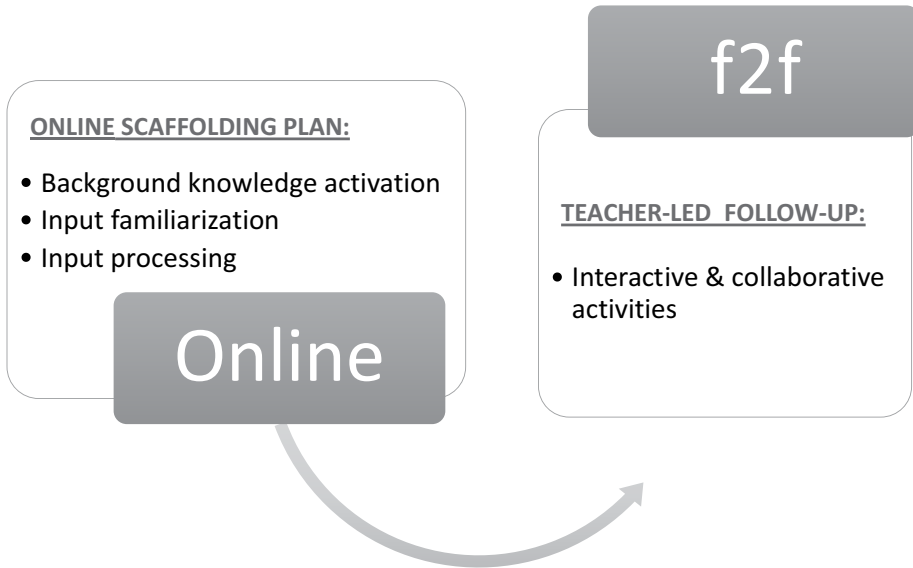 ONLINE SCAFFOLDING PLAN:
• Background knowledge activation
• Input familiarization
• Input processing
Online
f2f
TEACHER-LED FOLLOW-UP:
• Interactive & collaborative
activities